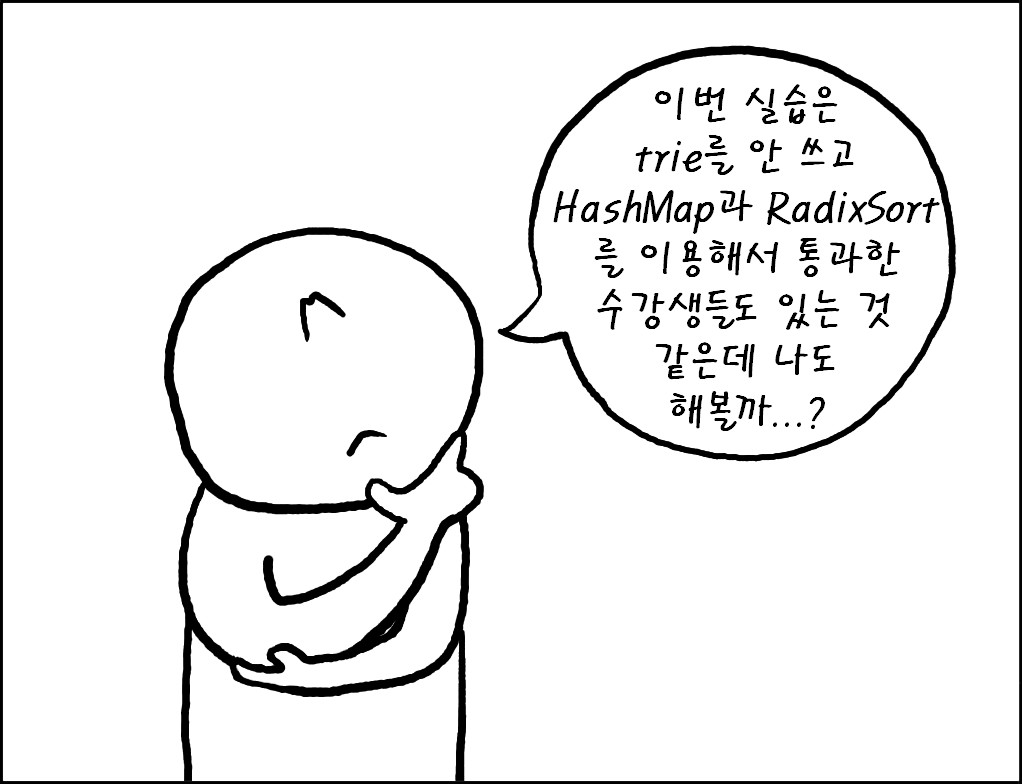 이번 실습은
trie를 안 쓰고
HashMap과 RadixSort
를 이용해서 통과한
수강생들도 있는 것
같은데 나도
해볼까...?